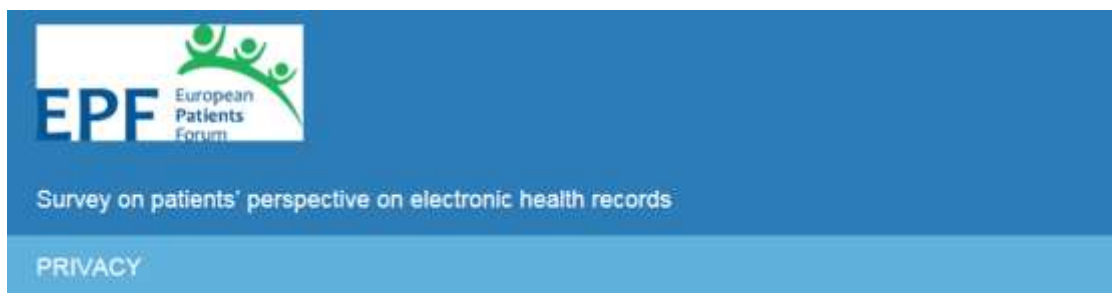 EPF
European
Patients
Forum
Survey on patients' perspective on electronic health records
PRIVACY